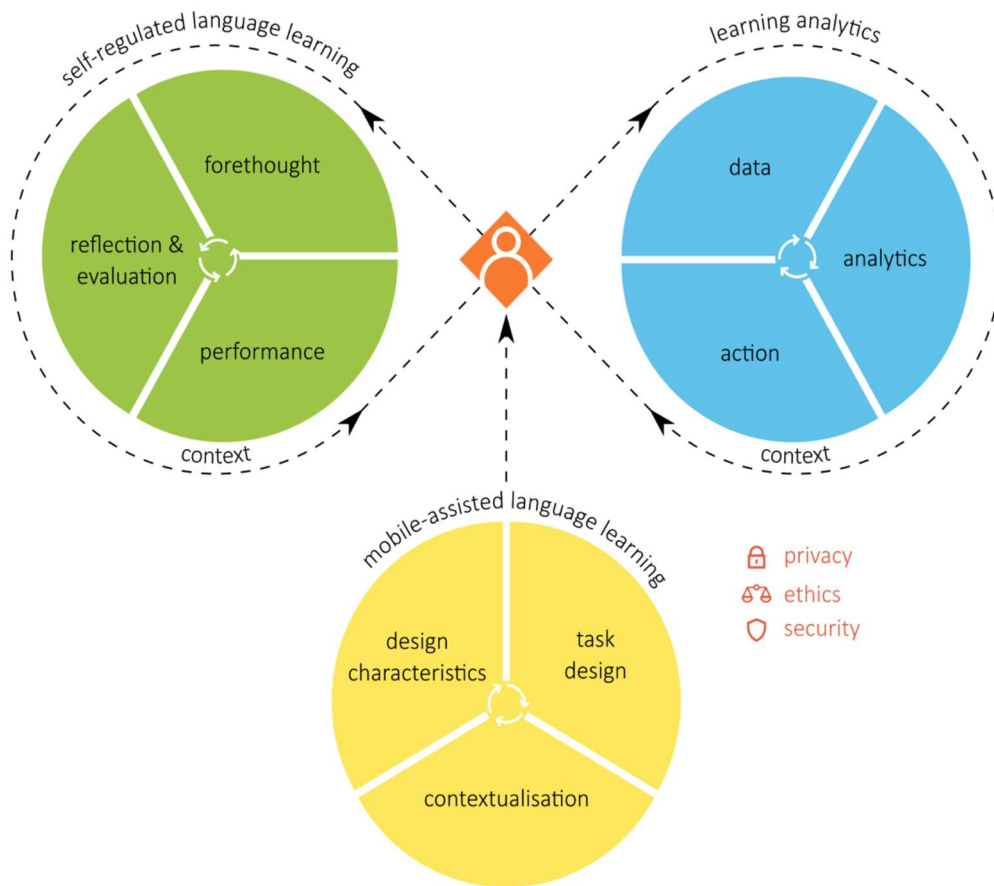 self-regulated language learning
forethought
reflection &
evaluation
performance
context
learning analytics
data
analytics
action
context
mobile-assisted language learning
design
characteristics
task
design
contextualisation
privacy
ethics
security